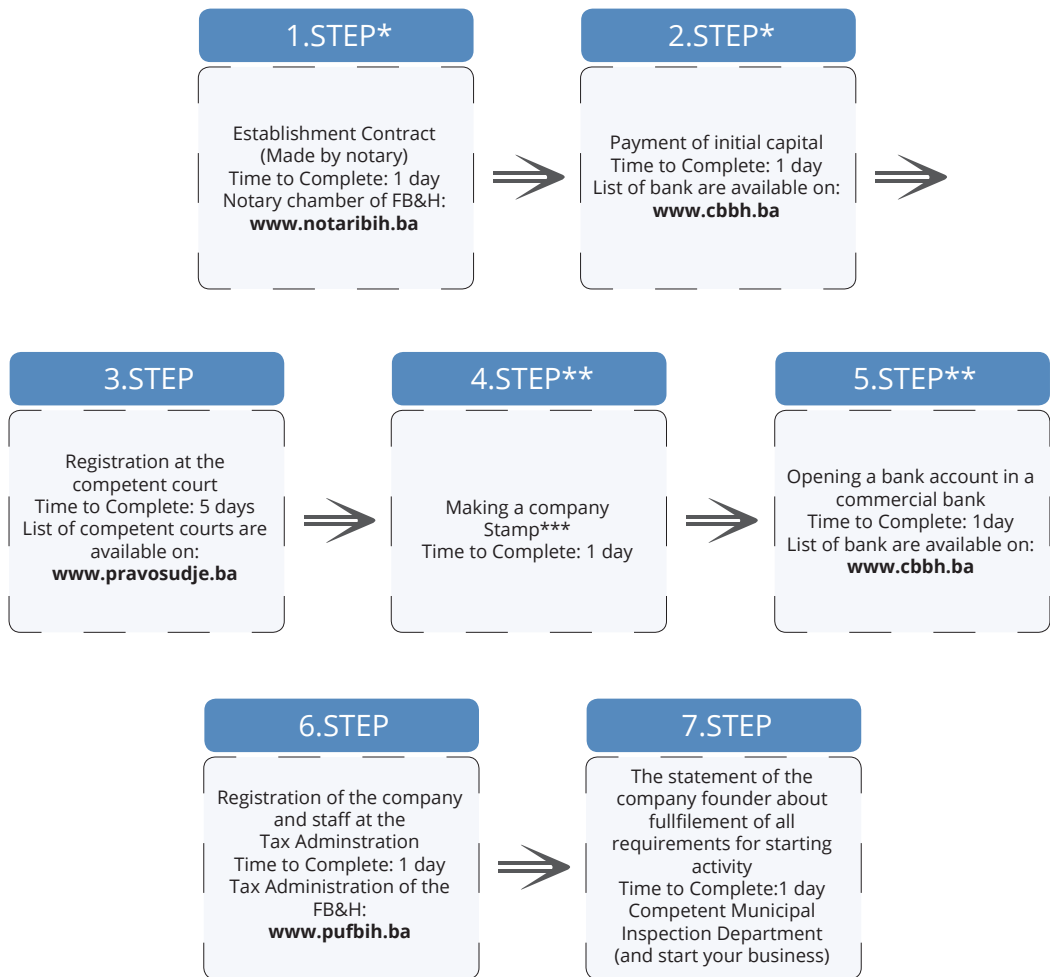 1.STEP*
Establishment Contract
(Made by notary)
Time to Complete: 1 day
Notary chamber of FB&H:
www.notaribih.ba
2.STEP*
Payment of initial capital
Time to Complete: 1 day
List of bank are available on:
www.cbbh.ba
3.STEP
Registration at the
competent court
Time to Complete: 5 days
List of competent courts are
available on:
www.pravosudje.ba
4.STEP**
Making a company
Stamp***
Time to Complete: 1 day
5.STEP**
Opening a bank account in a
commercial bank
Time to Complete: 1day
List of bank are available on:
www.cbbh.ba
6.STEP
Registration of the company
and staff at the
Tax Adminstration
Time to Complete: 1 day
Tax Administration of the
FB&H:
www.pufbih.ba
7.STEP
The statement of the
company founder about
fullfilement of all
requirements for starting
activity
Time to Complete:1 day
Competent Municipal
Inspection Department
(and start your business)